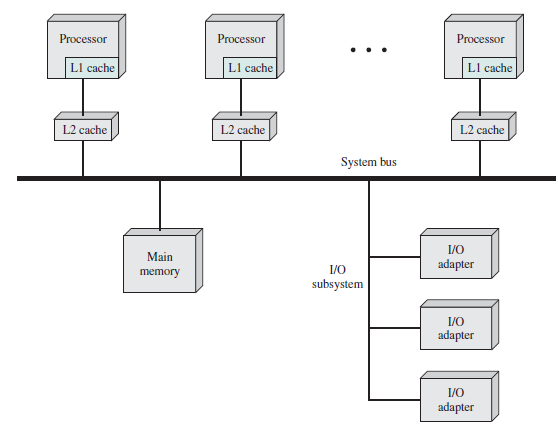 Processor
L1 cache
Processor
L1 cache
Processor
L1 cache
L2 cache
L2 cache
L2 cache
System bus
Main
memory
I/O
subsystem
I/O
adapter
I/O
adapter
I/O
adapter